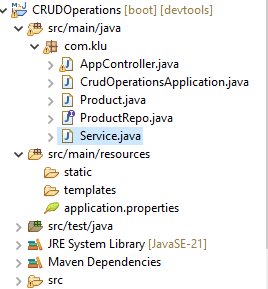 CRUDOperations [boot] [devtools]
src/main/java
com.klu
AppController.java
CrudOperationsApplication.java
Product.java
ProductRepo.java
Service.java
src/main/resources
static
templates
application.properties
src/test/java
JRE System Library [JavaSE-21]
Maven Dependencies
src